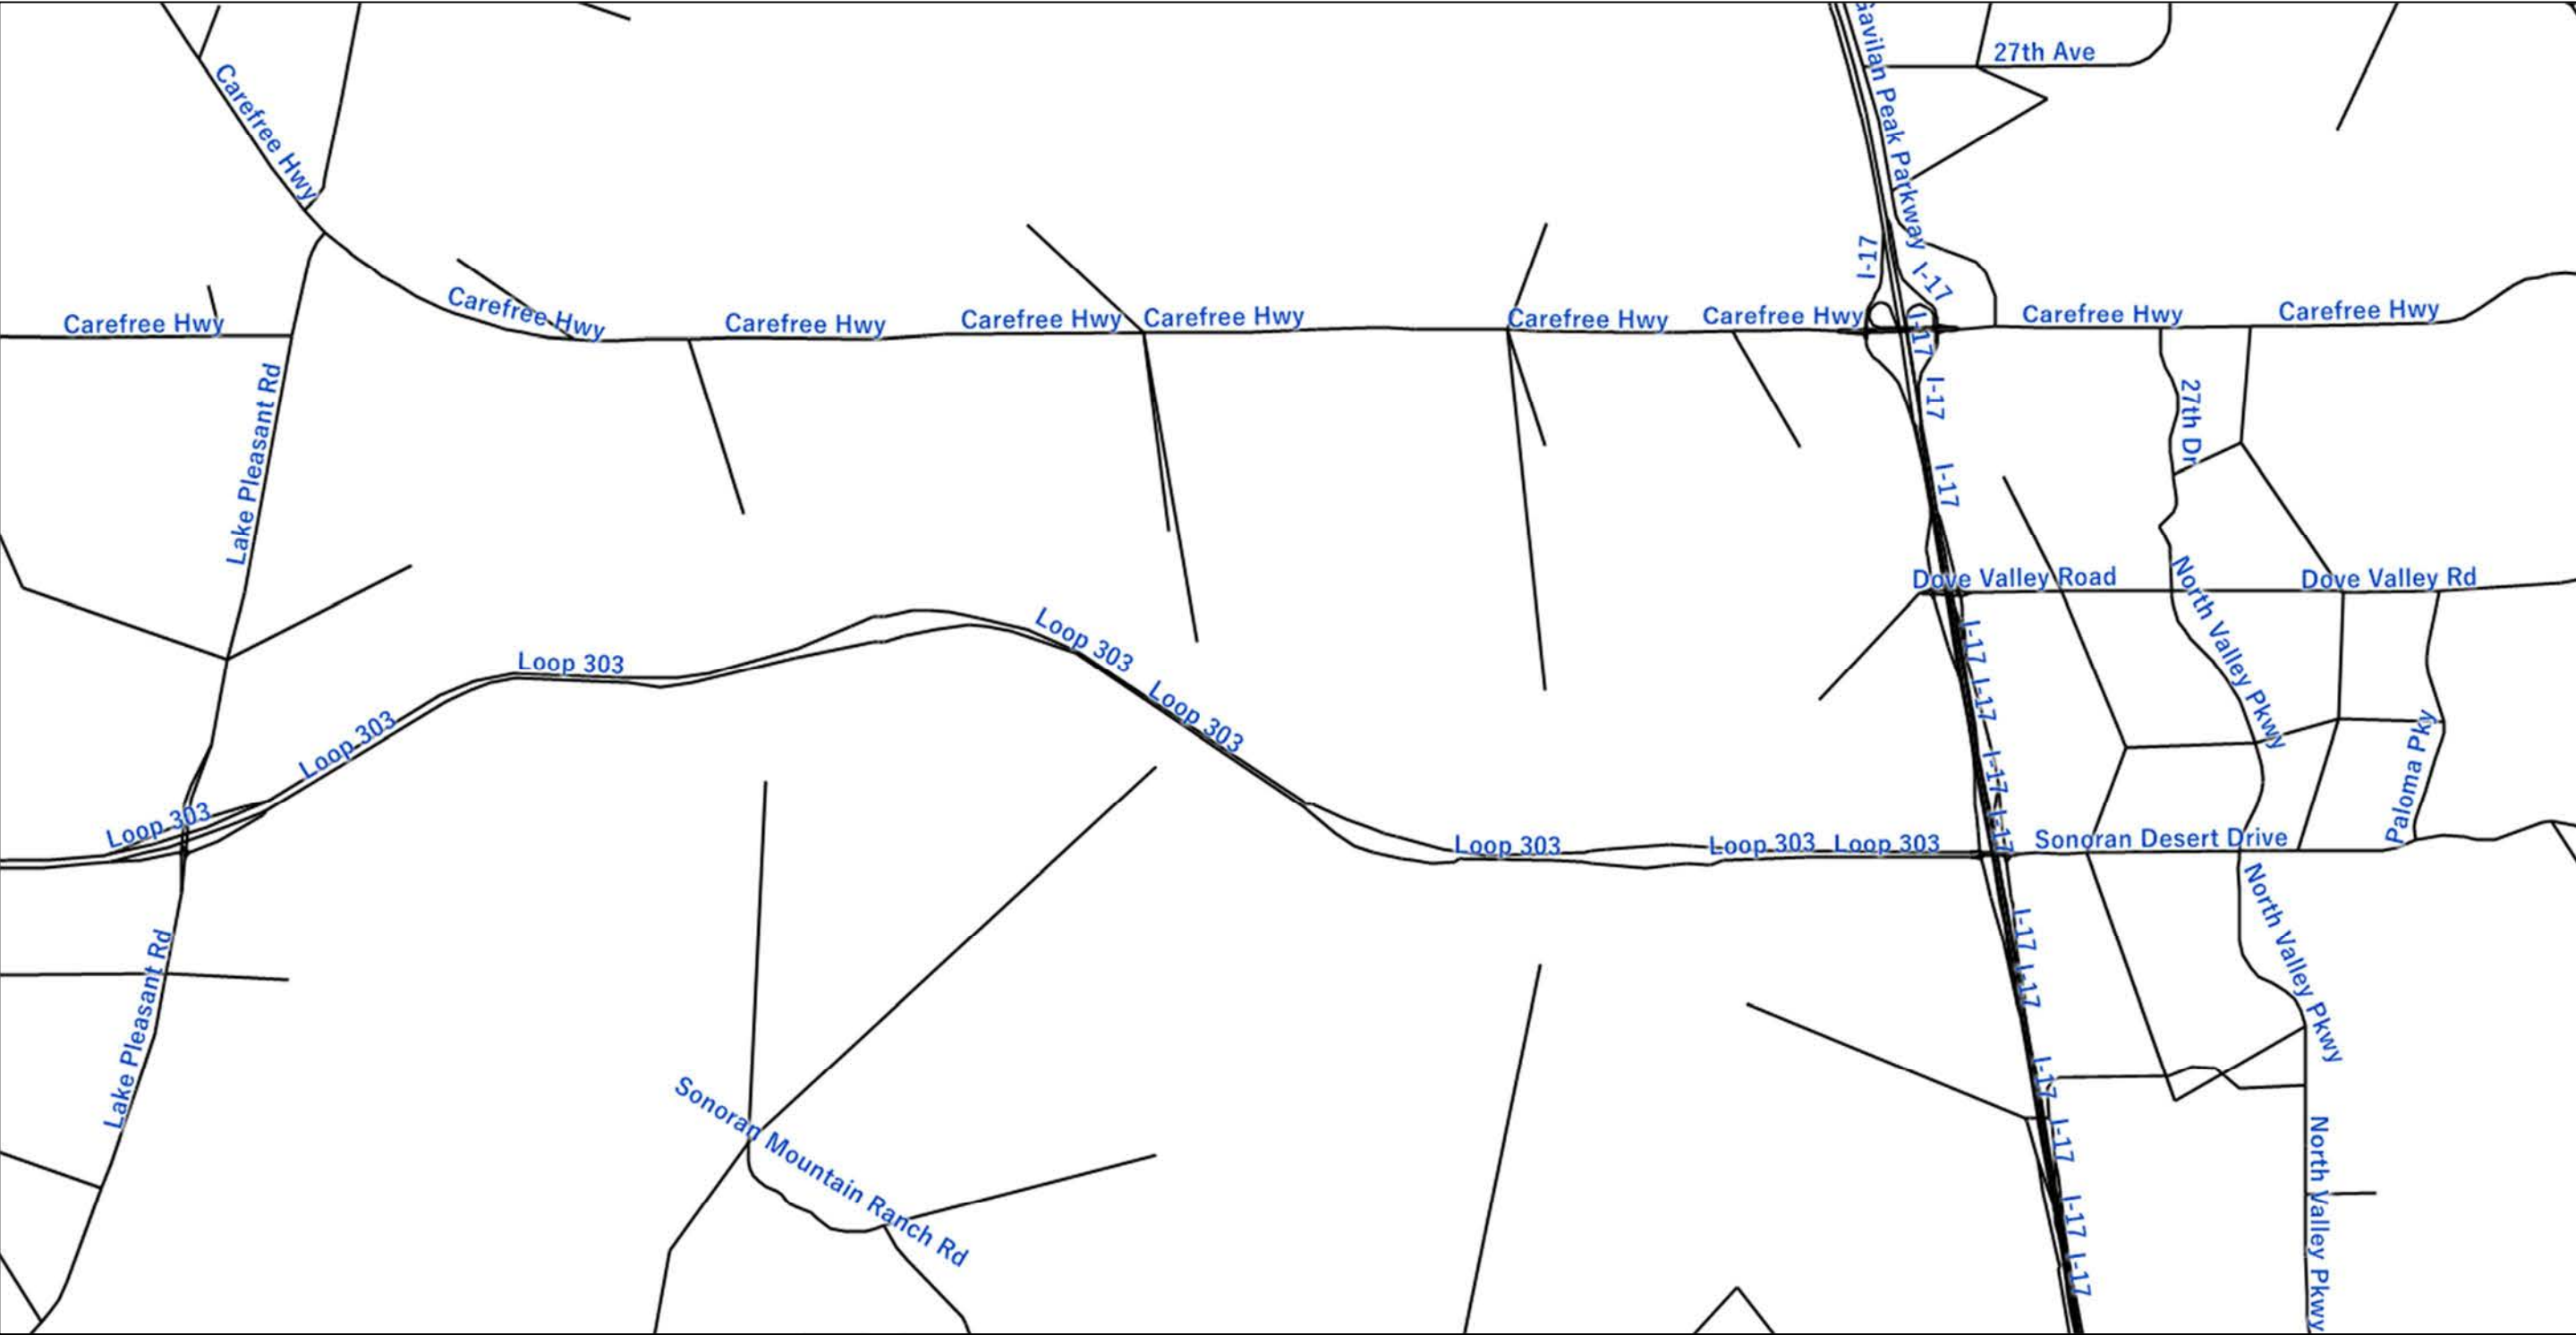 Gavilan Peak Parkway
27th Ave
Carefree Hwy
I-17
I-17
Carefree Hwy
Carefree Hwy
Carefree Hwy
Carefree Hwy
Carefree Hwy
Carefree Hwy
Carefree Hwy
Carefree Hwy
Carefree Hwy
I-17
I-17
Lake Pleasant Rd
27th Dr
I-17
Dove Valley Road
Dove Valley Rd
North Valley Pkwy
Loop 303
Loop 303
I-17
I-17
Loop 303
Loop 303
Paloma Pky
I-17
Loop 303
I-17
Loop 303
Loop 303
Loop 303
Sonoran Desert Drive
North Valley Pkwy
I-17
I-17
Lake Pleasant Rd
I-17
Sonoran Mountain Ranch Rd
I-17
North Valley Pkwy
I-17
I-17